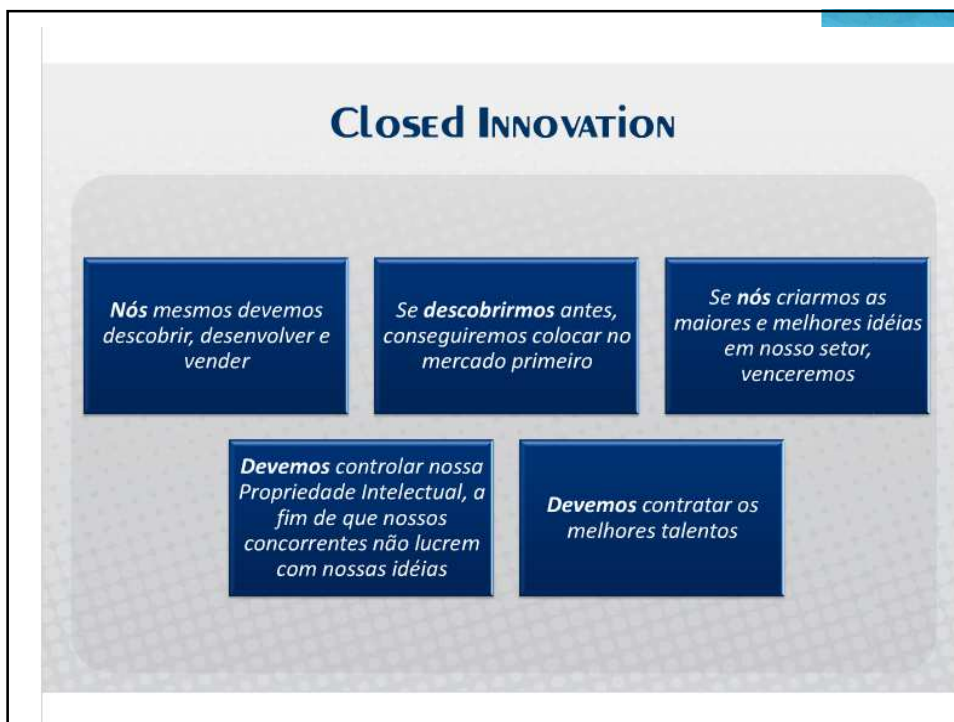 Closed Innovation
Nós mesmos devemos
descobrir, desenvolver e
vender
Se descobrirmos antes,
conseguiremos colocar no
mercado primeiro
Se nós criarmos as
maiores e melhores idéias
em nosso setor,
venceremos
Devemos controlar nossa
Propriedade Intelectual, a
fim de que nossos
concorrentes não lucrem
com nossas idéias
Devemos contratar os
melhores talentos